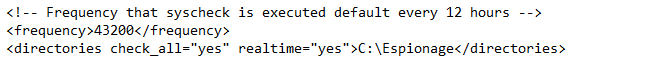 <!-- Frequency that syscheck is executed default every 12 hours -->
<frequency>43200</frequency>
<directories check_all="yes" realtime="yes">C:\Espionage</directories>